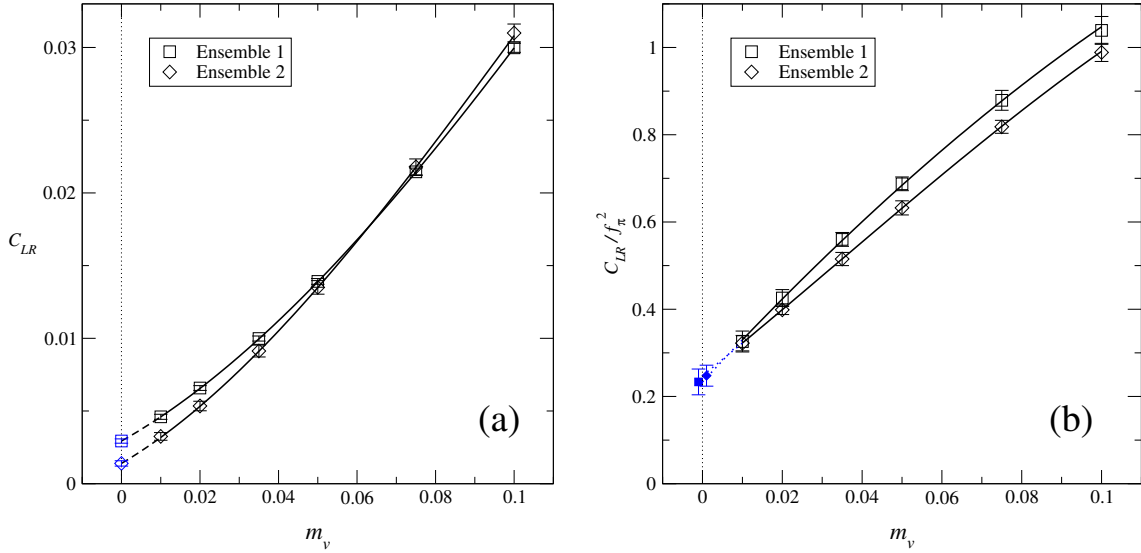 Ensemble 1
Ensemble 2
0.03
0.02
0.01
0
C_LR
(a)
0 0.02 0.04 0.06 0.08 0.1
m_v
Ensemble 1
Ensemble 2
1
0.8
0.6
0.4
0.2
0
C_LR / f_π^2
(b)
0 0.02 0.04 0.06 0.08 0.1
m_v